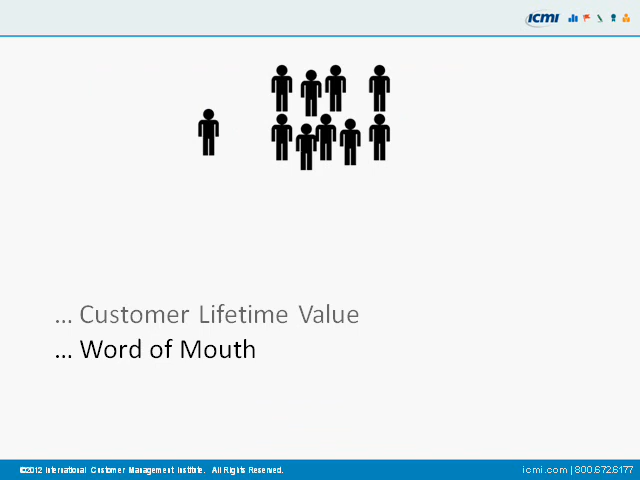 ICMI
... Customer Lifetime Value
... Word of Mouth
©2012 International Customer Management Institute. All Rights Reserved.
icmi.com | 800.672.6177